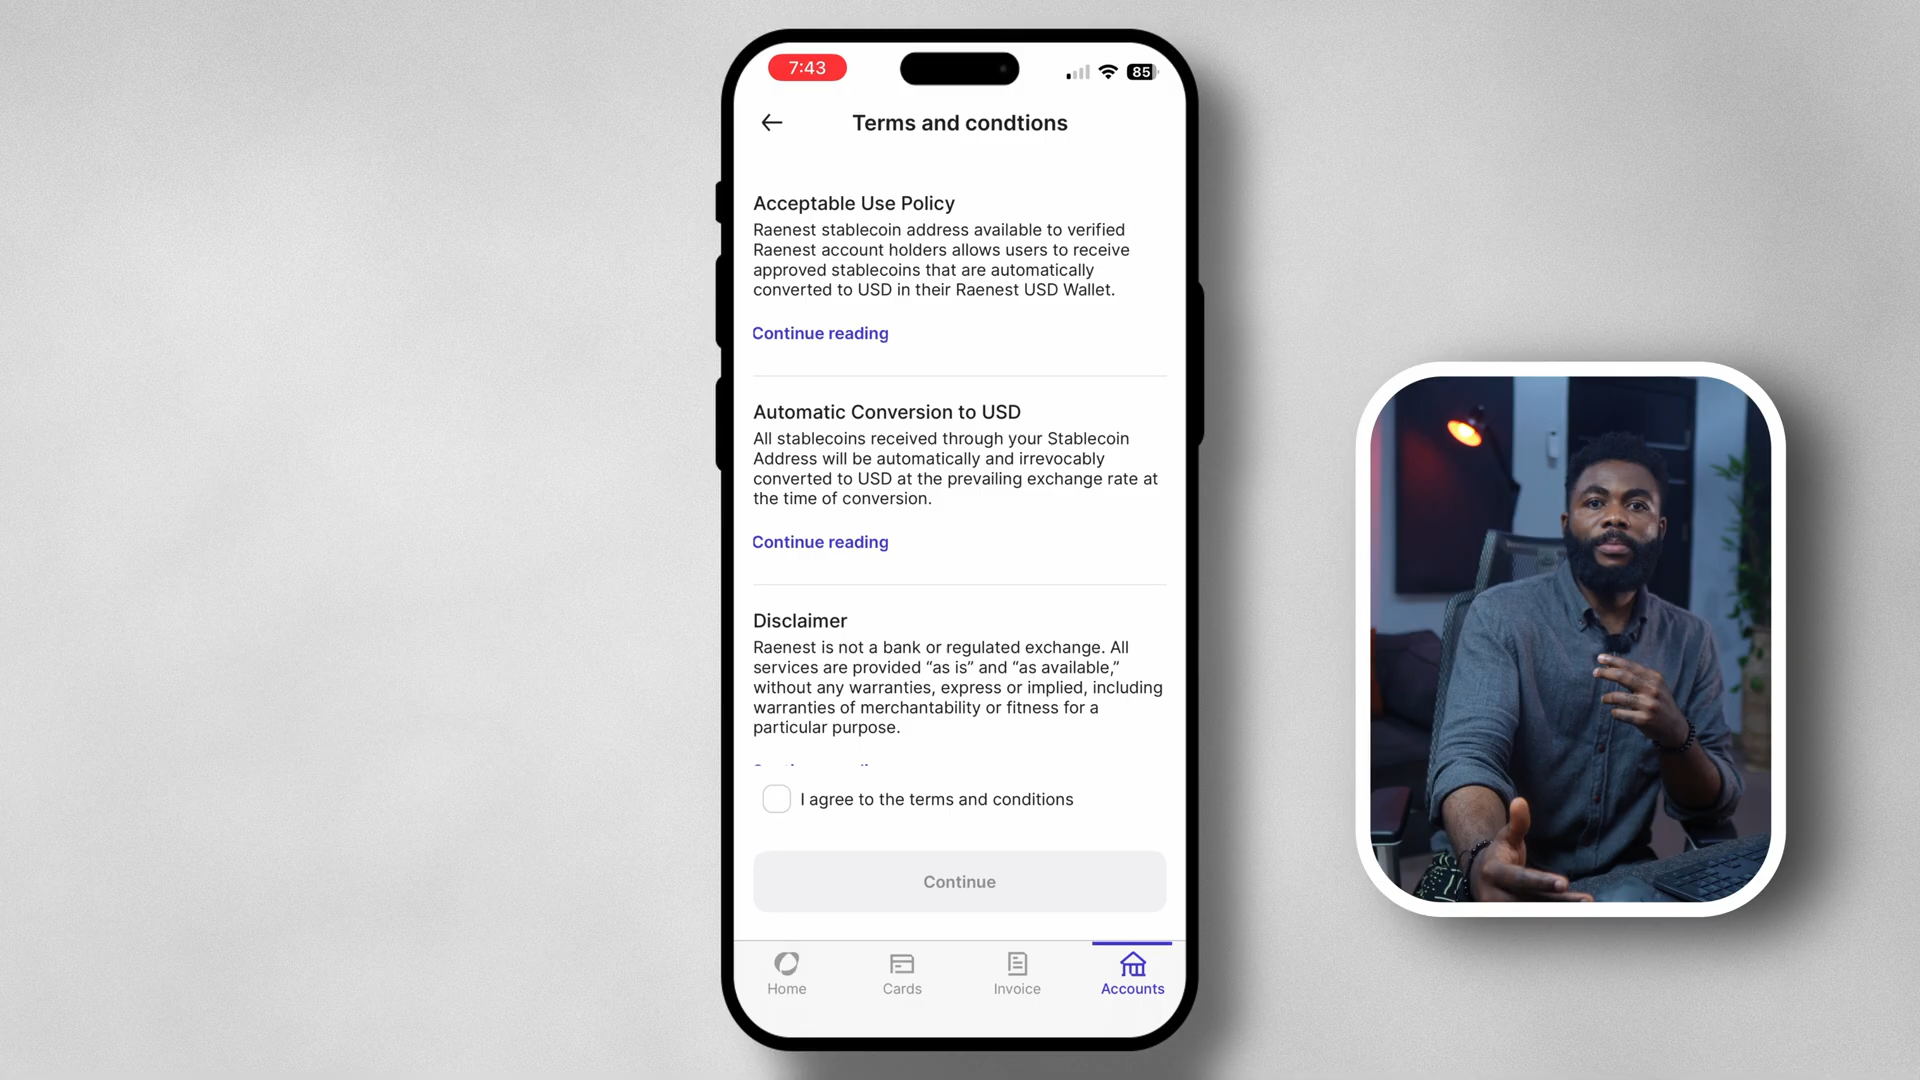 7:43
85
Terms and condtions
Acceptable Use Policy
Raenest stablecoin address available to verified
Raenest account holders allows users to receive
approved stablecoins that are automatically
converted to USD in their Raenest USD Wallet.
Continue reading
Automatic Conversion to USD
All stablecoins received through your Stablecoin
Address will be automatically and irrevocably
converted to USD at the prevailing exchange rate at
the time of conversion.
Continue reading
Disclaimer
Raenest is not a bank or regulated exchange. All
services are provided “as is” and “as available,”
without any warranties, express or implied, including
warranties of merchantability or fitness for a
particular purpose.
I agree to the terms and conditions
Continue
Home
Cards
Invoice
Accounts